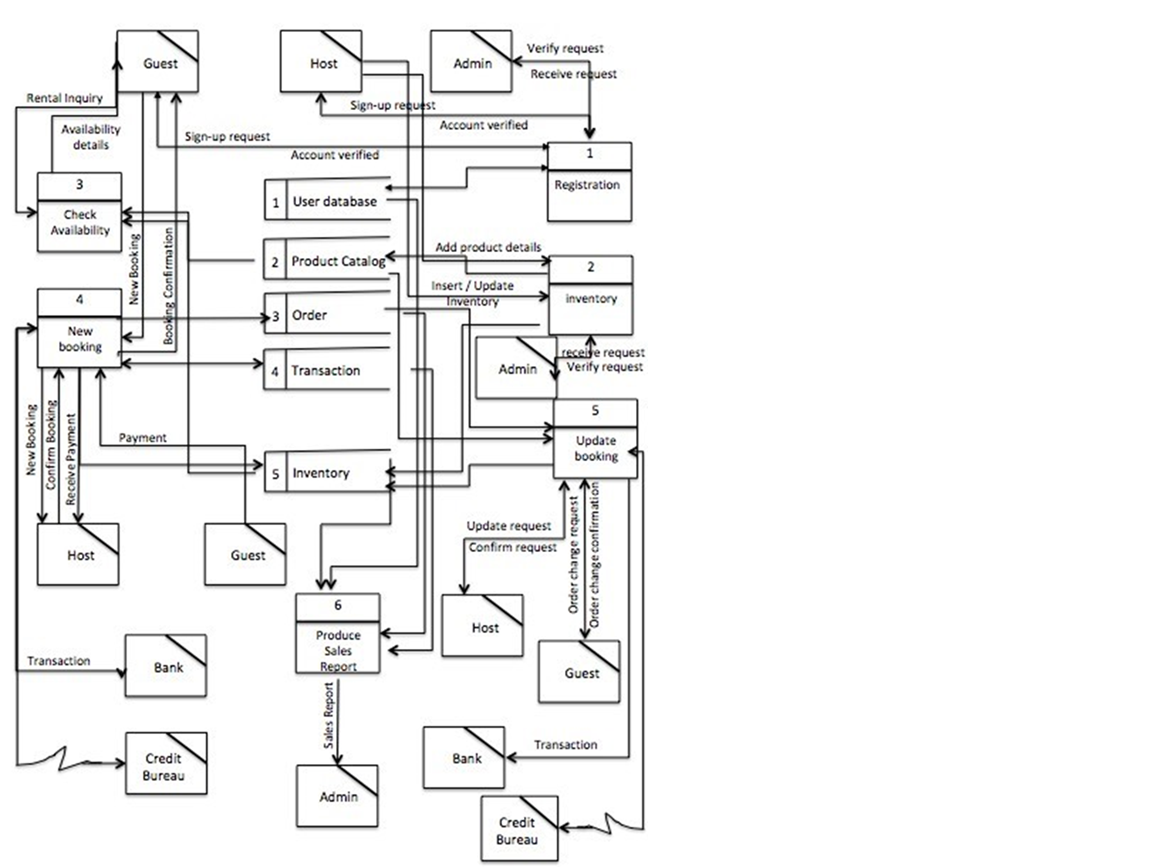 Guest
Host
Admin
Verify request
Receive request
Rental Inquiry
Sign-up request
Account verified
Availability
details
Sign-up request
Account verified
1
Registration
3
Check
Availability
1
User database
2
Product Catalog
Add product details
2
inventory
Insert / Update
Inventory
New Booking
Booking Confirmation
4
New
booking
3
Order
4
Transaction
Admin
receive request
Verify request
5
Update
booking
New Booking
Confirm Booking
Receive Payment
Payment
5
Inventory
Host
Guest
Update request
Confirm request
Order change request
Order change confirmation
6
Produce
Sales
Report
Host
Guest
Transaction
Bank
Sales Report
Credit
Bureau
Admin
Bank
Transaction
Credit
Bureau